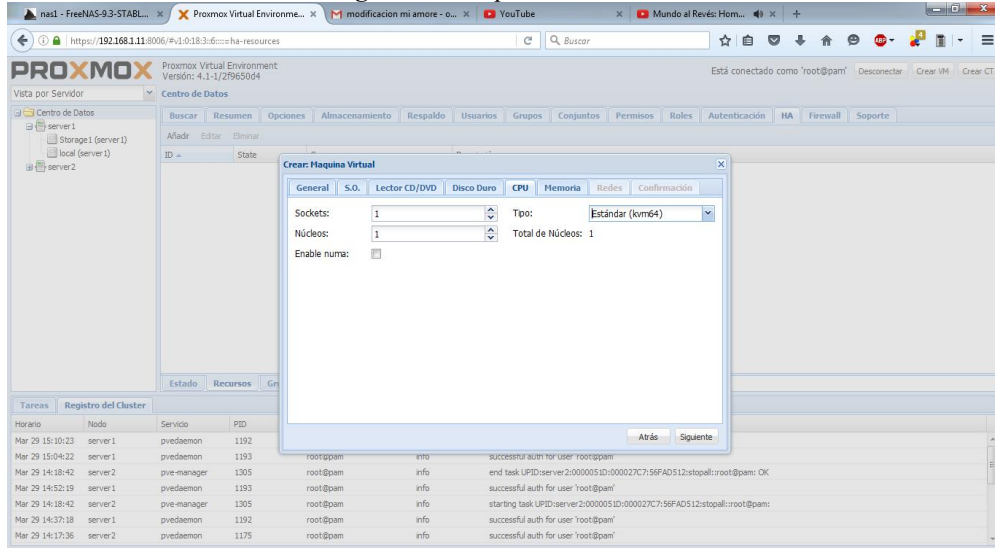 nas1 - FreeNAS-9.3-STABL... Proxmox Virtual Environme... modificacion mi amore - o... YouTube Mundo al Revés: Hom...
https://192.168.1.11:8006/#v1:0:18:3::6:::::=ha-resources Buscar
PROXMOX Proxmox Virtual Environment
Versión: 4.1-1/2f9650d4
Está conectado como 'root@pam' Desconectar Crear VM Crear CT
Vista por Servidor Centro de Datos
Centro de Datos
server1
Storage1 (server1)
local (server1)
server2
Buscar Resumen Opciones Almacenamiento Respaldo Usuarios Grupos Conjuntos Permisos Roles Autenticación HA Firewall Soporte
Añadr Editar Eliminar
ID State
Crear: Maquina Virtual
General S.O. Lector CD/DVD Disco Duro CPU Memoria Redes Confirmación
Sockets: 1 Tipo: Estándar (kvm64)
Núcleos: 1 Total de Núcleos: 1
Enable numa:
Atrás Siguiente
Estado Recursos
Tareas Registro del Cluster
Horario Nodo Servicio PID
Mar 29 15:10:23 server1 pvedaemon 1192
Mar 29 15:04:22 server1 pvedaemon 1193 root@pam info successful auth for user 'root@pam'
Mar 29 14:18:42 server2 pve-manager 1305 root@pam info end task UPID:server2:0000051D:000027C7:56FAD512:stopall::root@pam: OK
Mar 29 14:52:19 server1 pvedaemon 1193 root@pam info successful auth for user 'root@pam'
Mar 29 14:18:42 server2 pve-manager 1305 root@pam info starting task UPID:server2:0000051D:000027C7:56FAD512:stopall::root@pam:
Mar 29 14:37:18 server1 pvedaemon 1192 root@pam info successful auth for user 'root@pam'
Mar 29 14:17:36 server2 pvedaemon 1175 root@pam info successful auth for user 'root@pam'